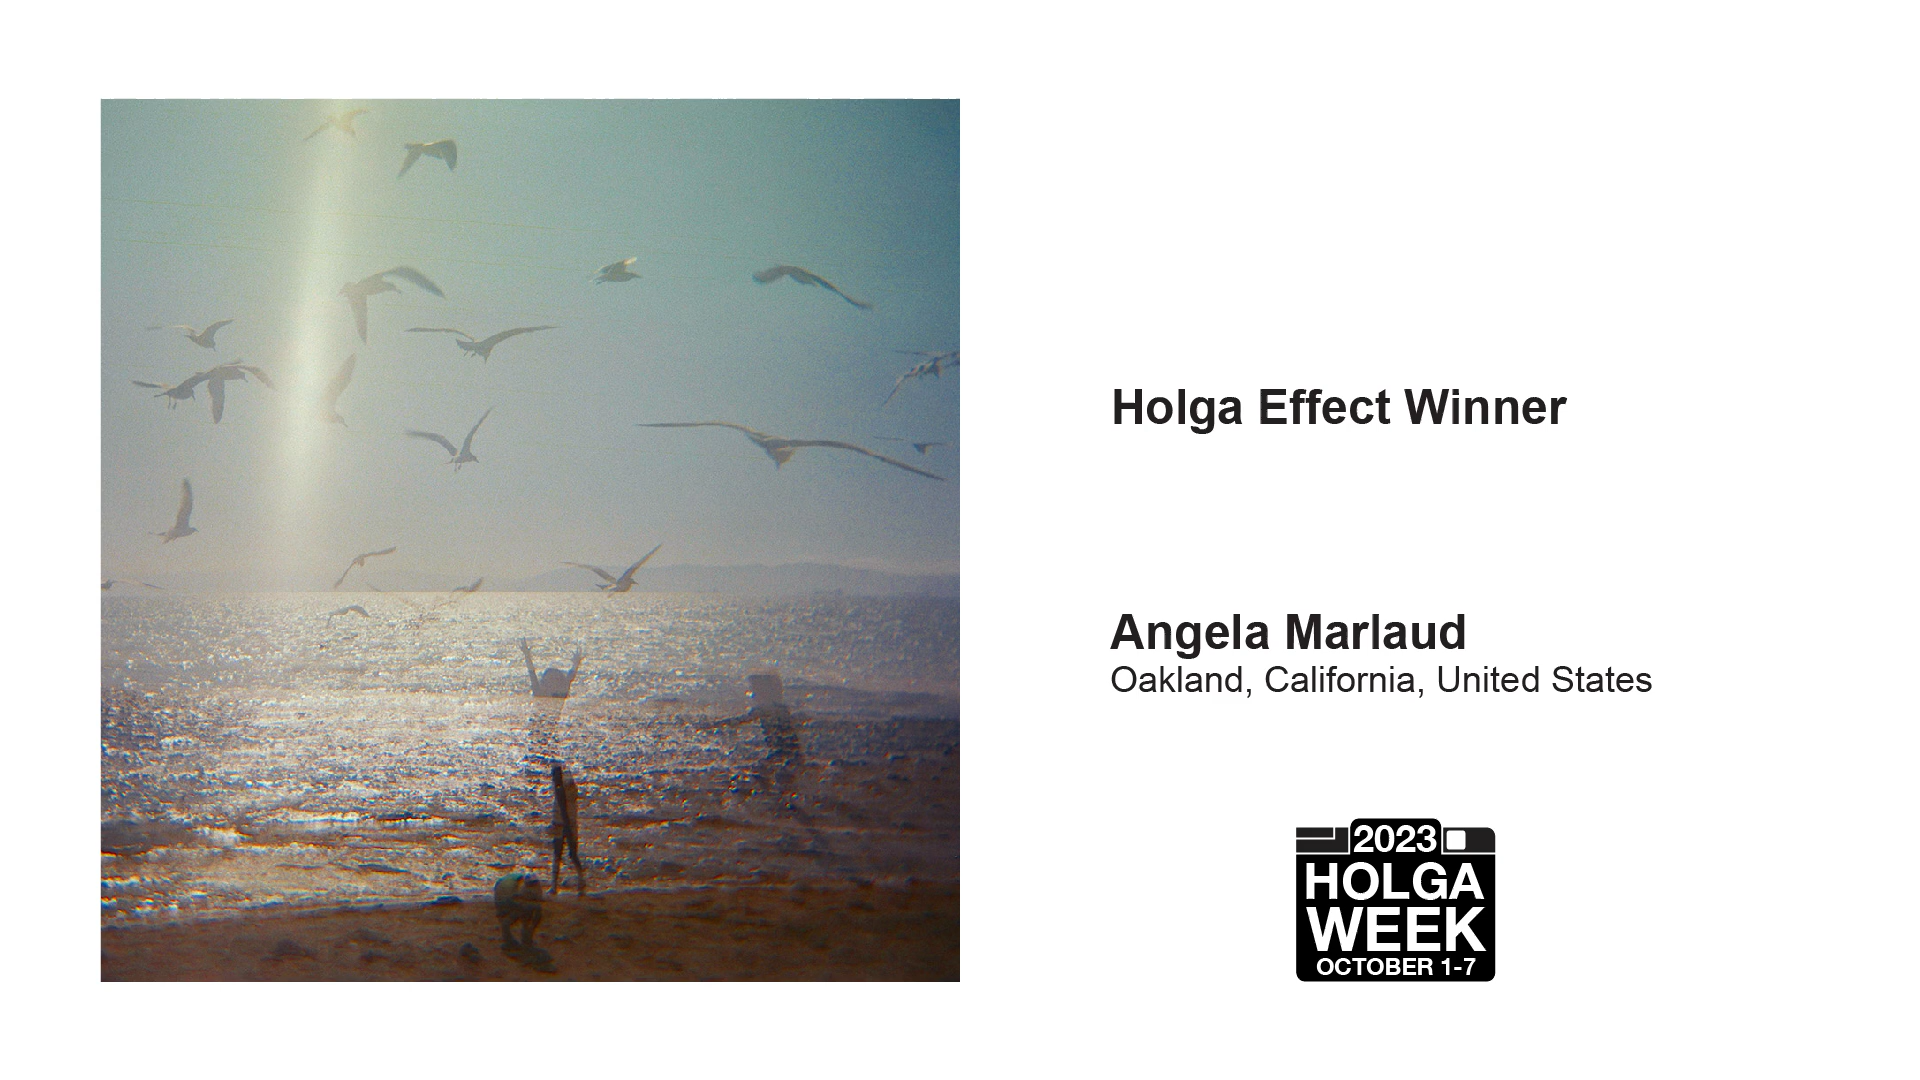 Holga Effect Winner
Angela Marlaud
Oakland, California, United States
2023
HOLGA
WEEK
OCTOBER 1-7